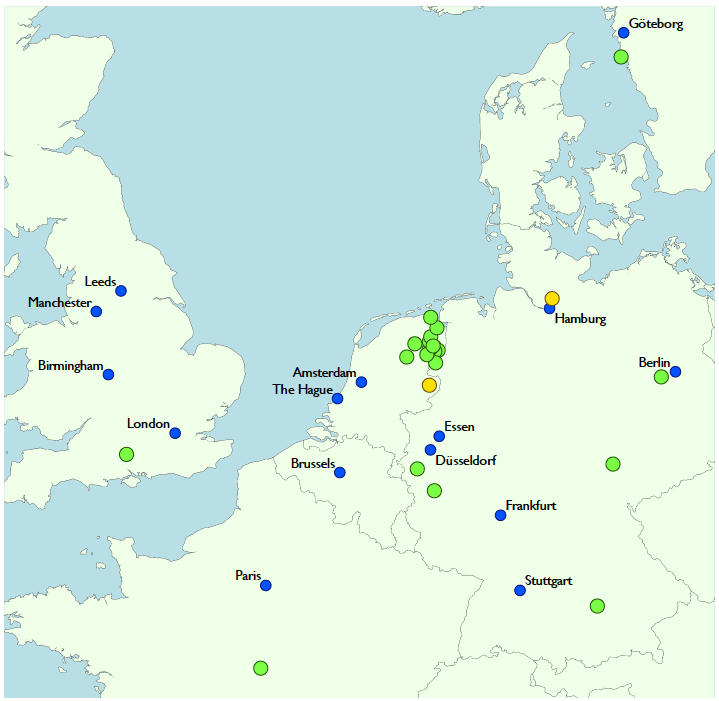 Göteborg
Leeds
Manchester
Hamburg
Birmingham
Berlin
Amsterdam
The Hague
London
Essen
Brussels
Düsseldorf
Frankfurt
Paris
Stuttgart